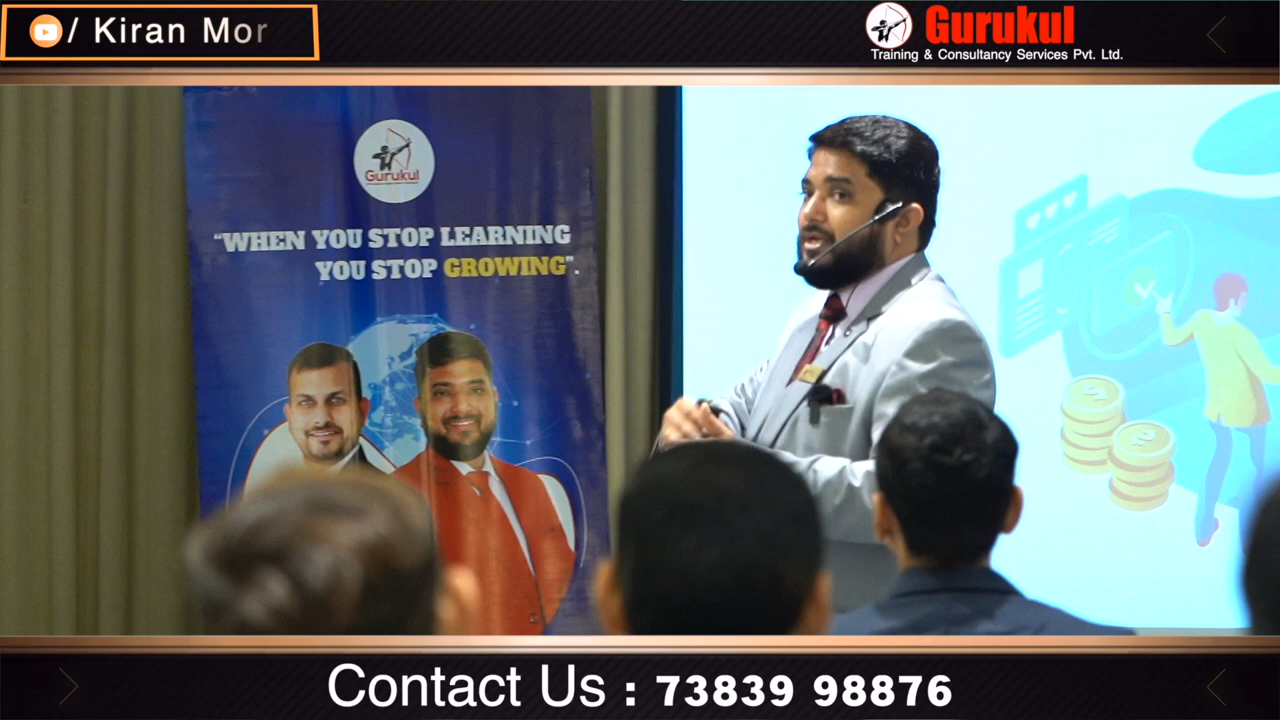 / Kiran Mor
Gurukul
Training & Consultancy Services Pvt. Ltd.
Gurukul
“WHEN YOU STOP LEARNING
YOU STOP GROWING”.
Contact Us : 73839 98876